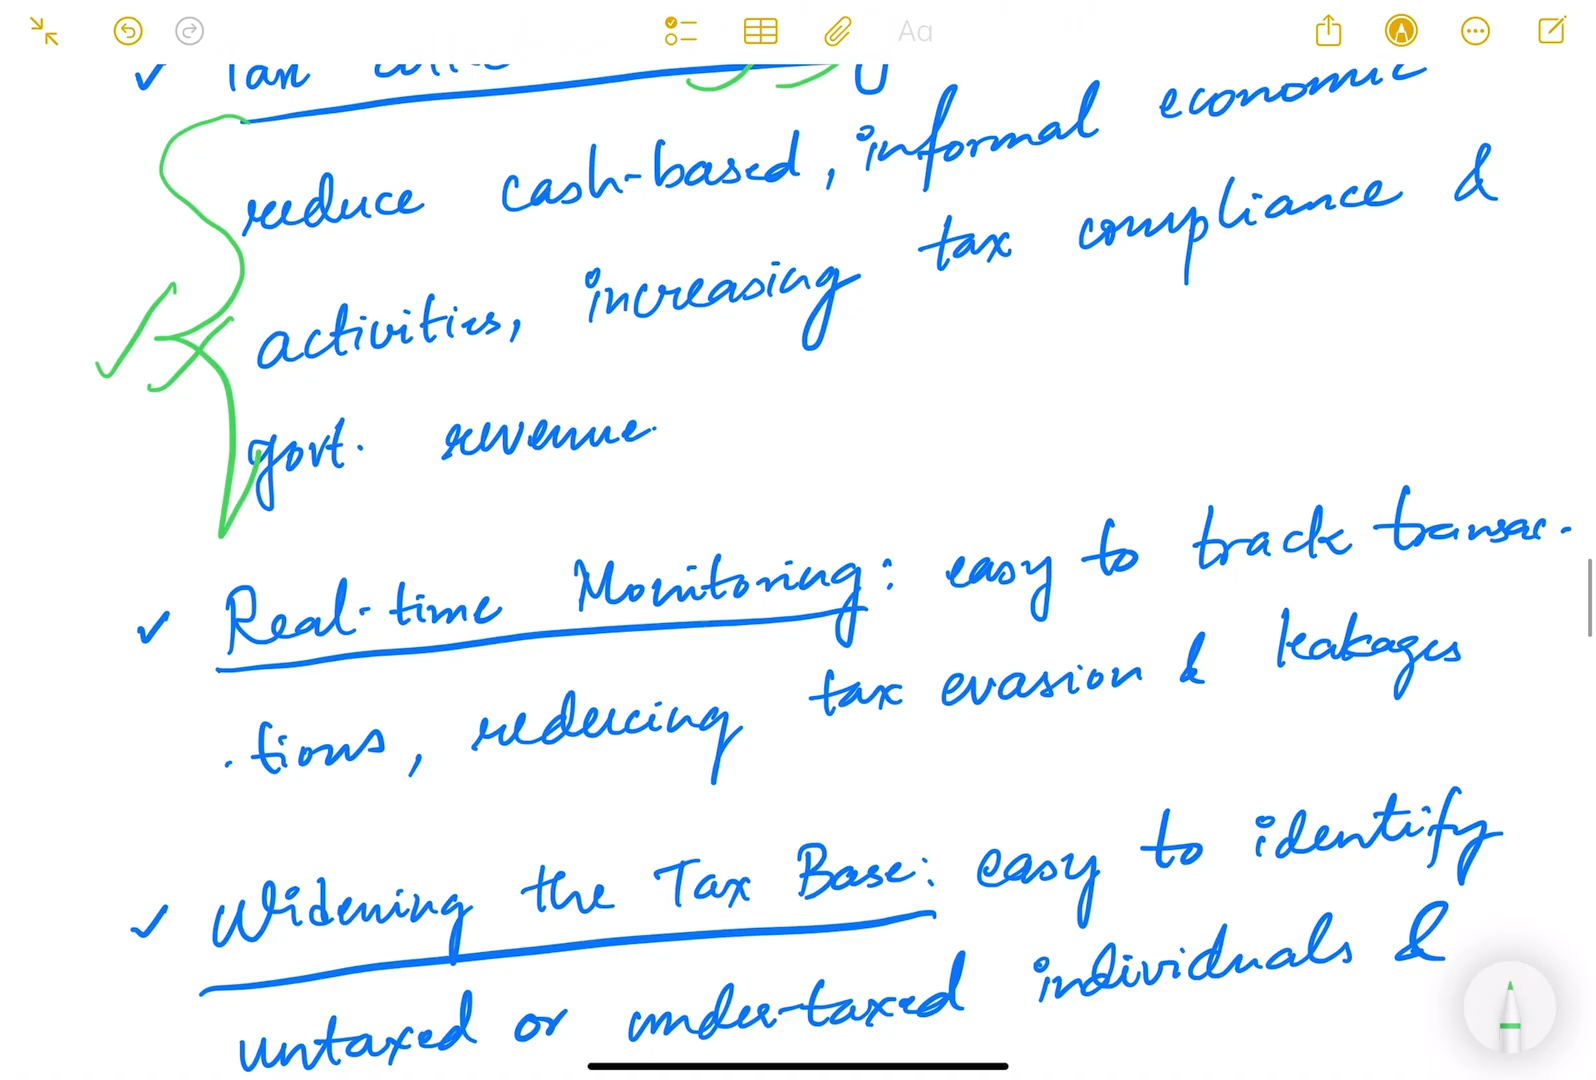 ✓ Tax
reduce cash-based, informal economic
activities, increasing tax compliance &
govt. revenue.
✓ Real-time Monitoring: easy to track transac-
-tions, reducing tax evasion & leakages
✓ Widening the Tax Base: easy to identify
untaxed or under-taxed individuals &